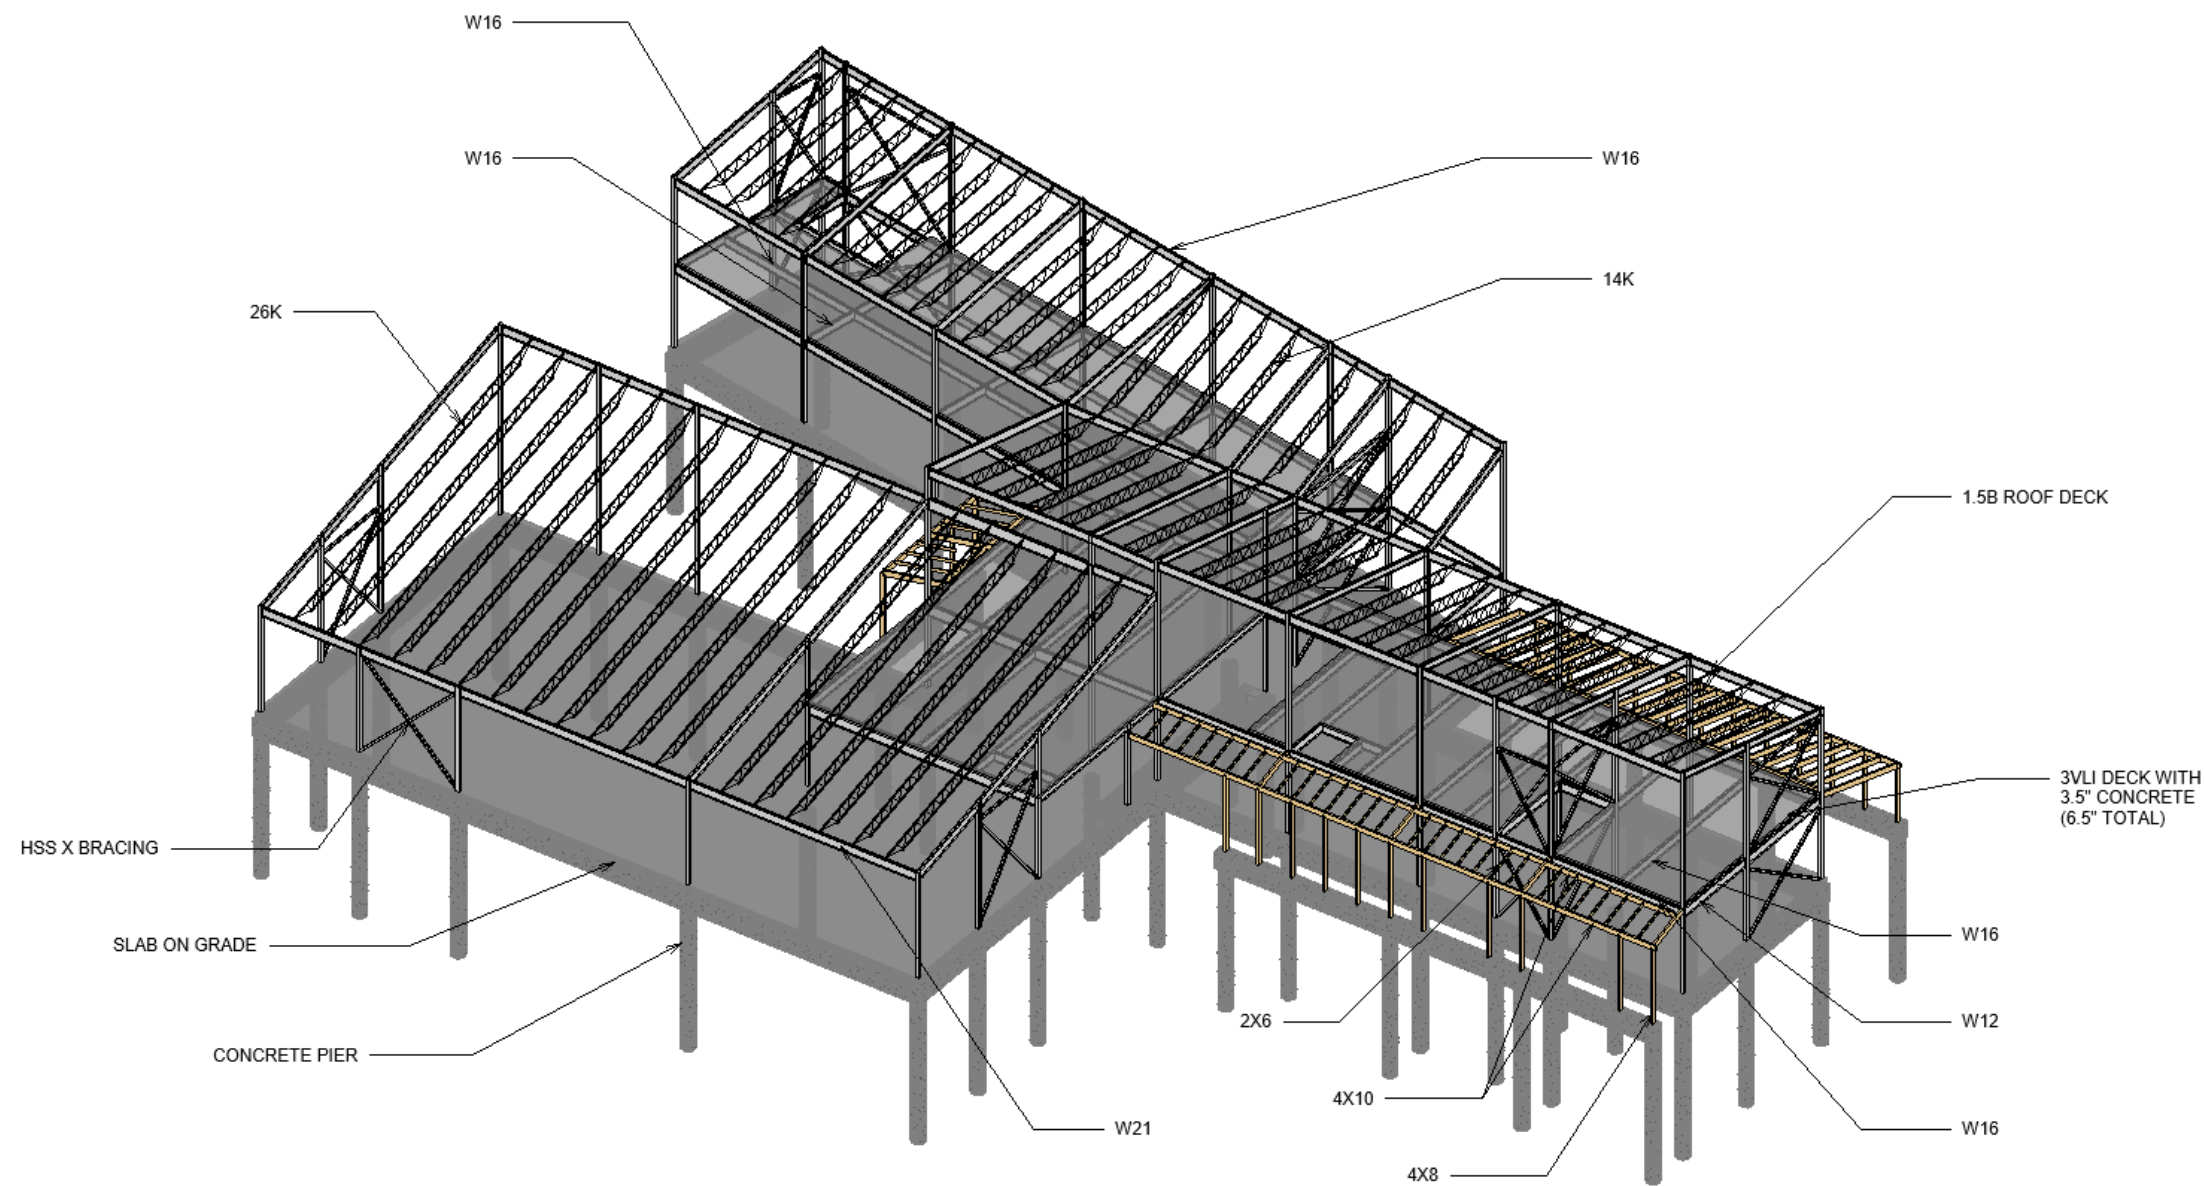 W16
W16
W16
26K
14K
1.5B ROOF DECK
3VLI DECK WITH
3.5" CONCRETE
(6.5" TOTAL)
HSS X BRACING
SLAB ON GRADE
W16
2X6
W12
CONCRETE PIER
4X10
W21
W16
4X8